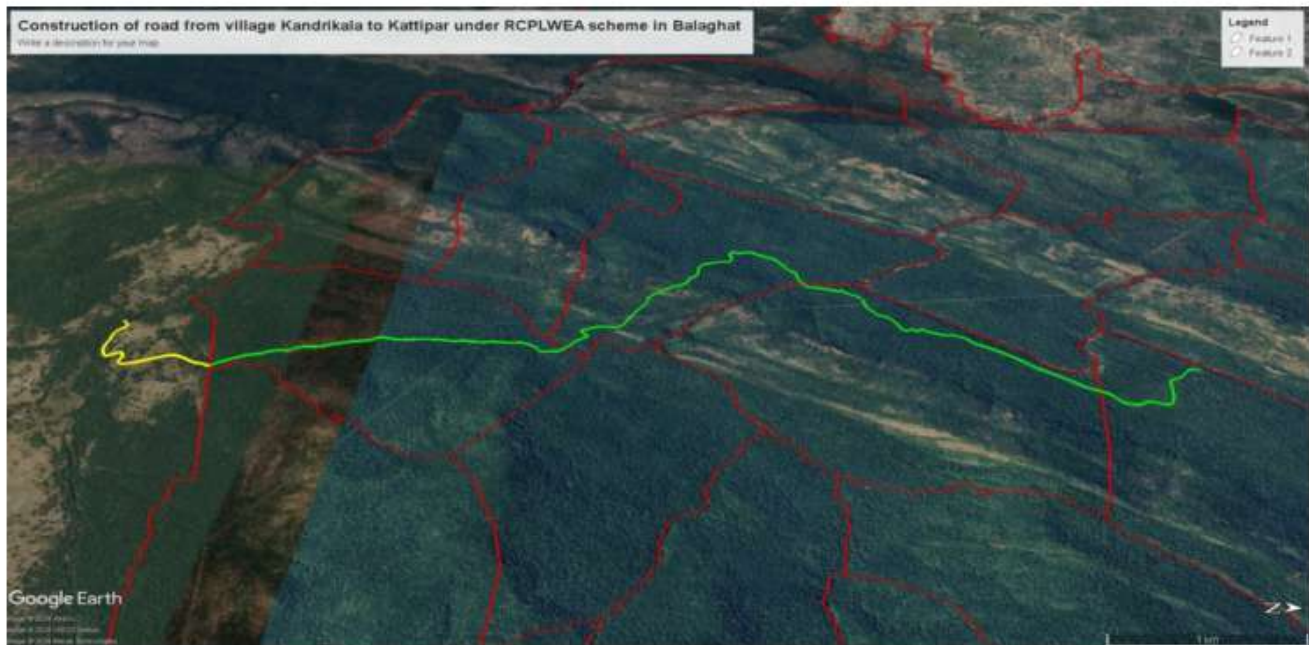 Construction of road from village Kandrikala to Kattipar under RCPLWEA scheme in Balaghat
Write a description for your map.
Legend
Feature 1
Feature 2
Google Earth
N
1 km